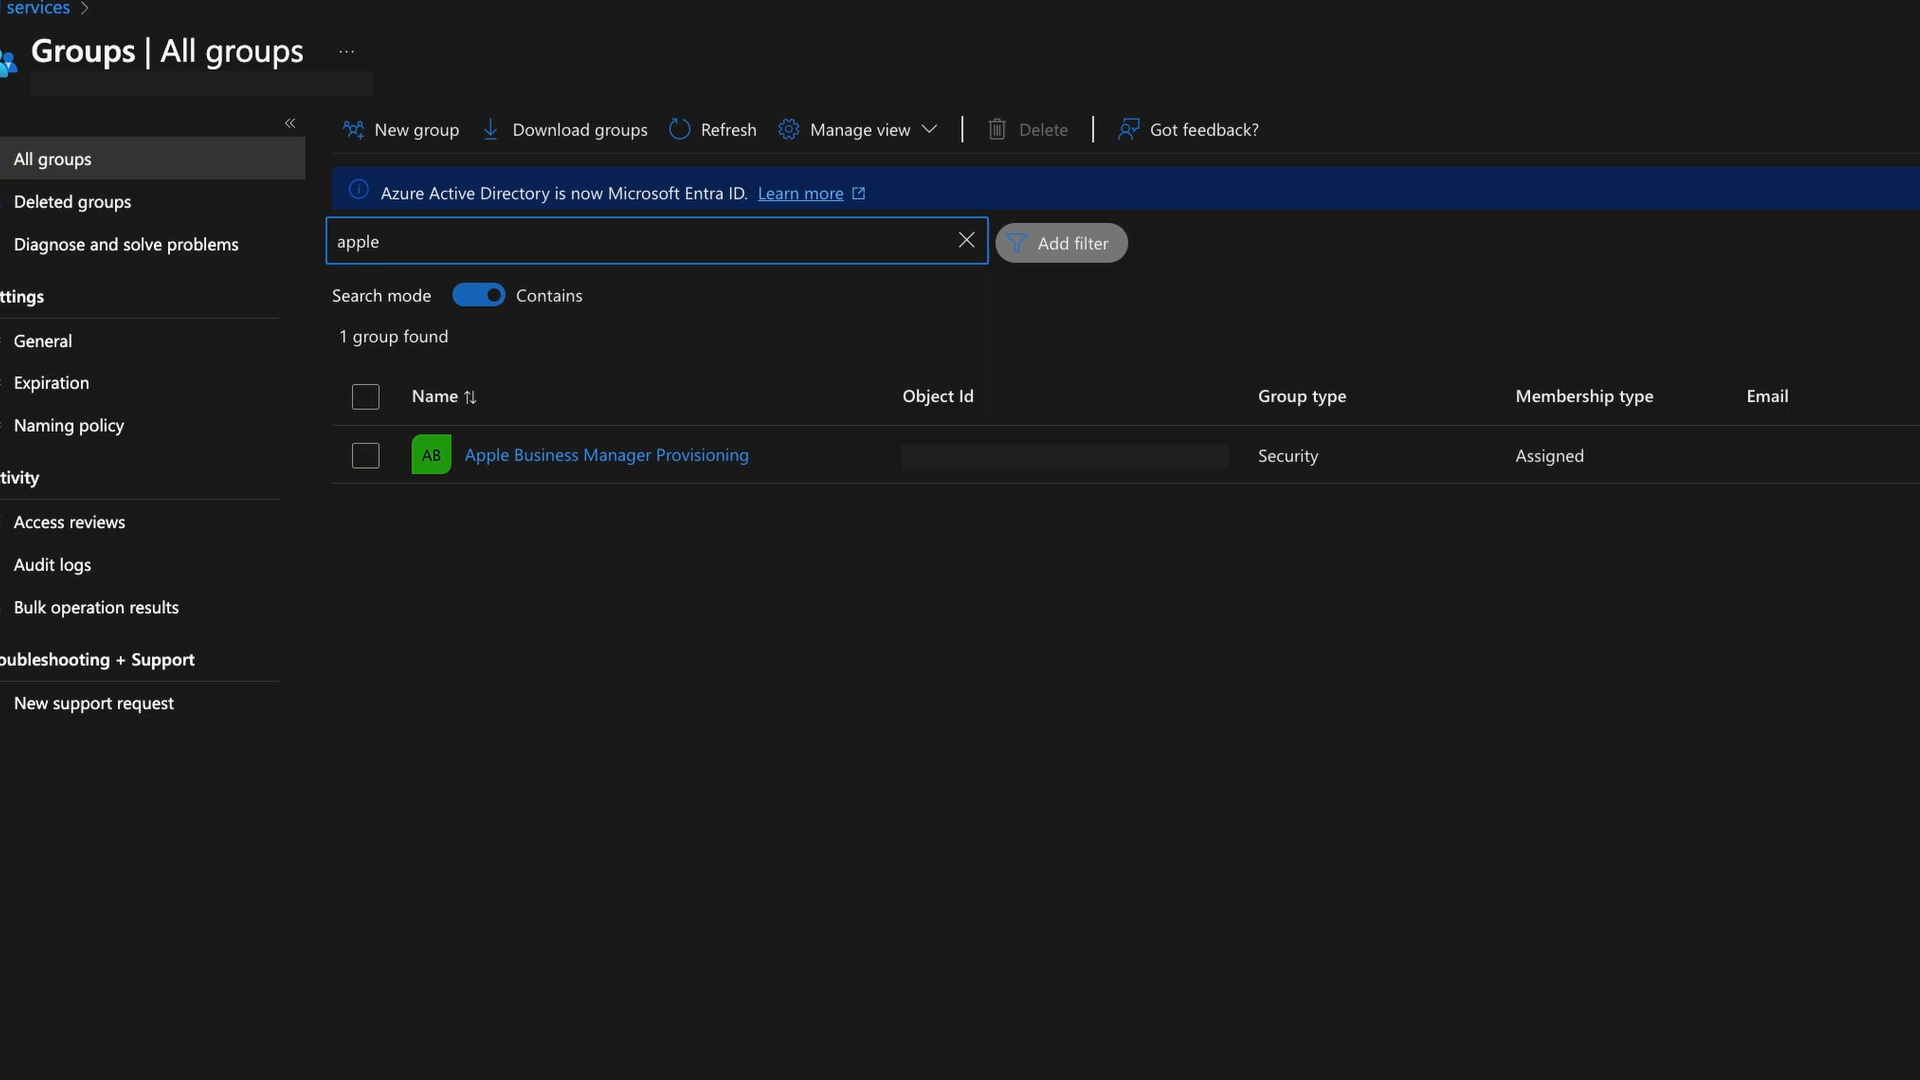 services
Groups | All groups
New group
Download groups
Refresh
Manage view
Delete
Got feedback?
All groups
Azure Active Directory is now Microsoft Entra ID. Learn more
Deleted groups
apple
Add filter
Diagnose and solve problems
Search mode
Contains
ttings
1 group found
General
Expiration
Name
Object Id
Group type
Membership type
Email
Naming policy
AB
Apple Business Manager Provisioning
Security
Assigned
tivity
Access reviews
Audit logs
Bulk operation results
oubleshooting + Support
New support request